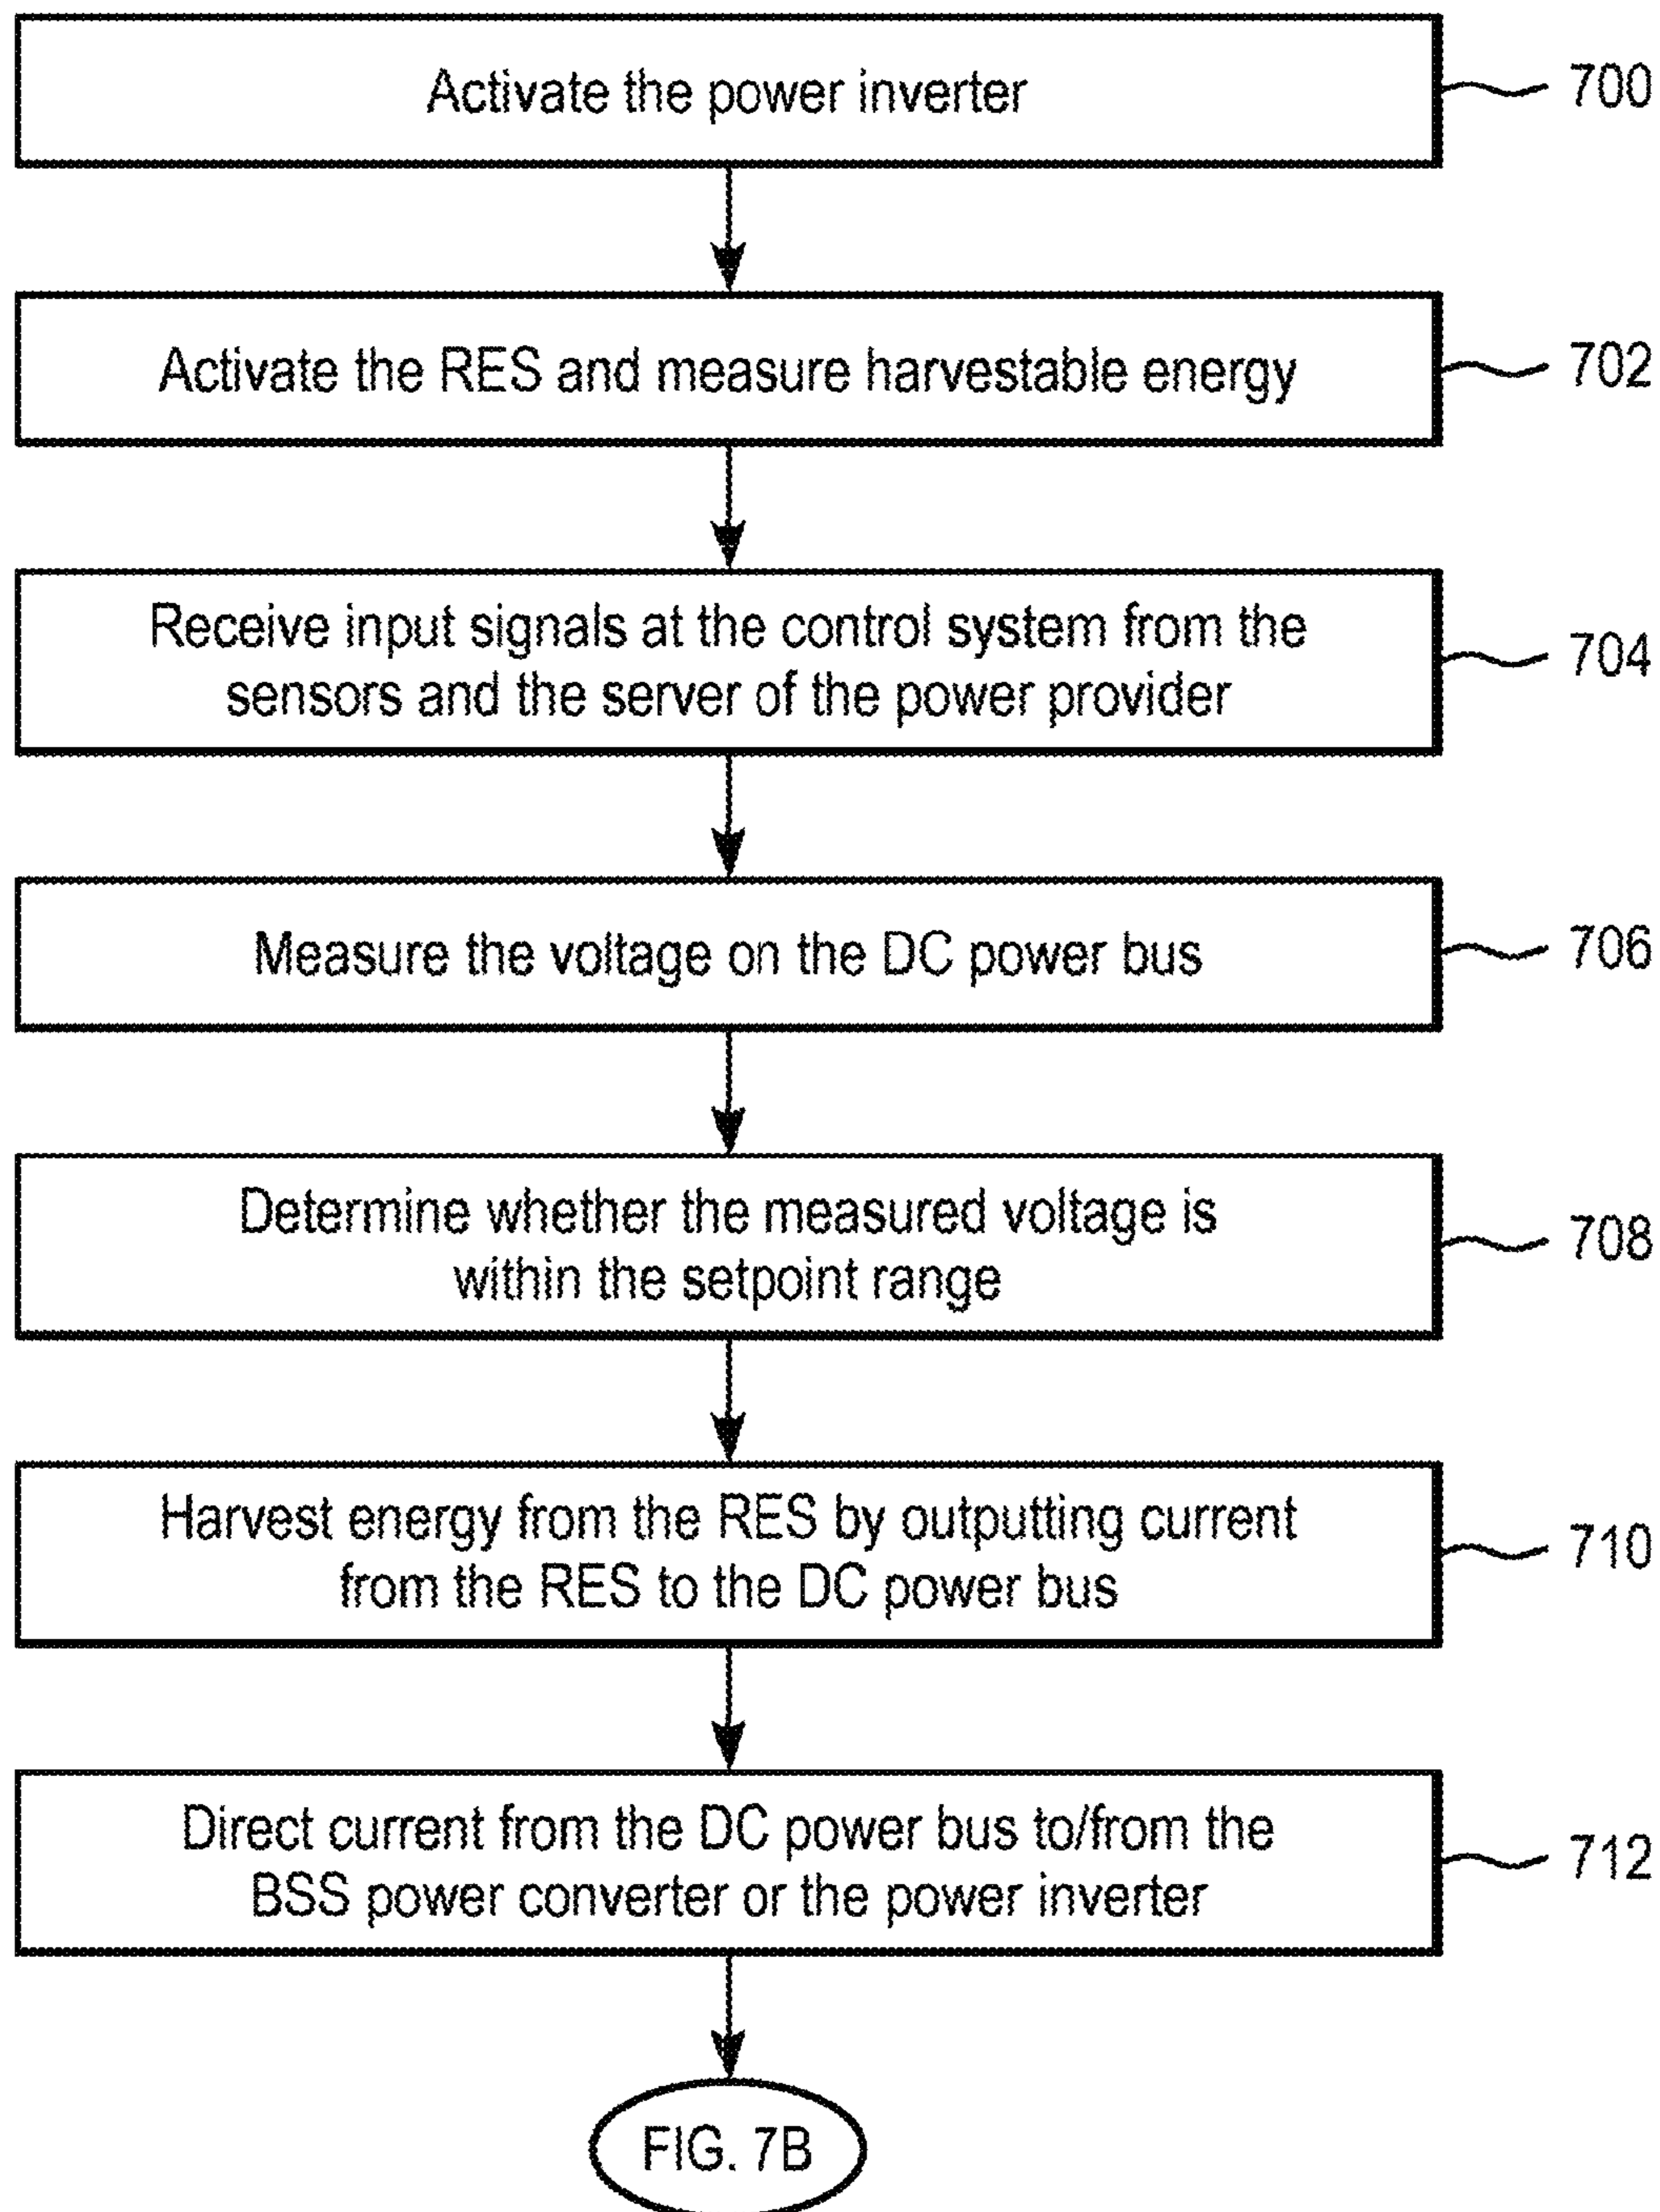 Activate the power inverter
700
Activate the RES and measure harvestable energy
702
Receive input signals at the control system from the
sensors and the server of the power provider
704
Measure the voltage on the DC power bus
706
Determine whether the measured voltage is
within the setpoint range
708
Harvest energy from the RES by outputting current
from the RES to the DC power bus
710
Direct current from the DC power bus to/from the
BSS power converter or the power inverter
712
FIG. 7B